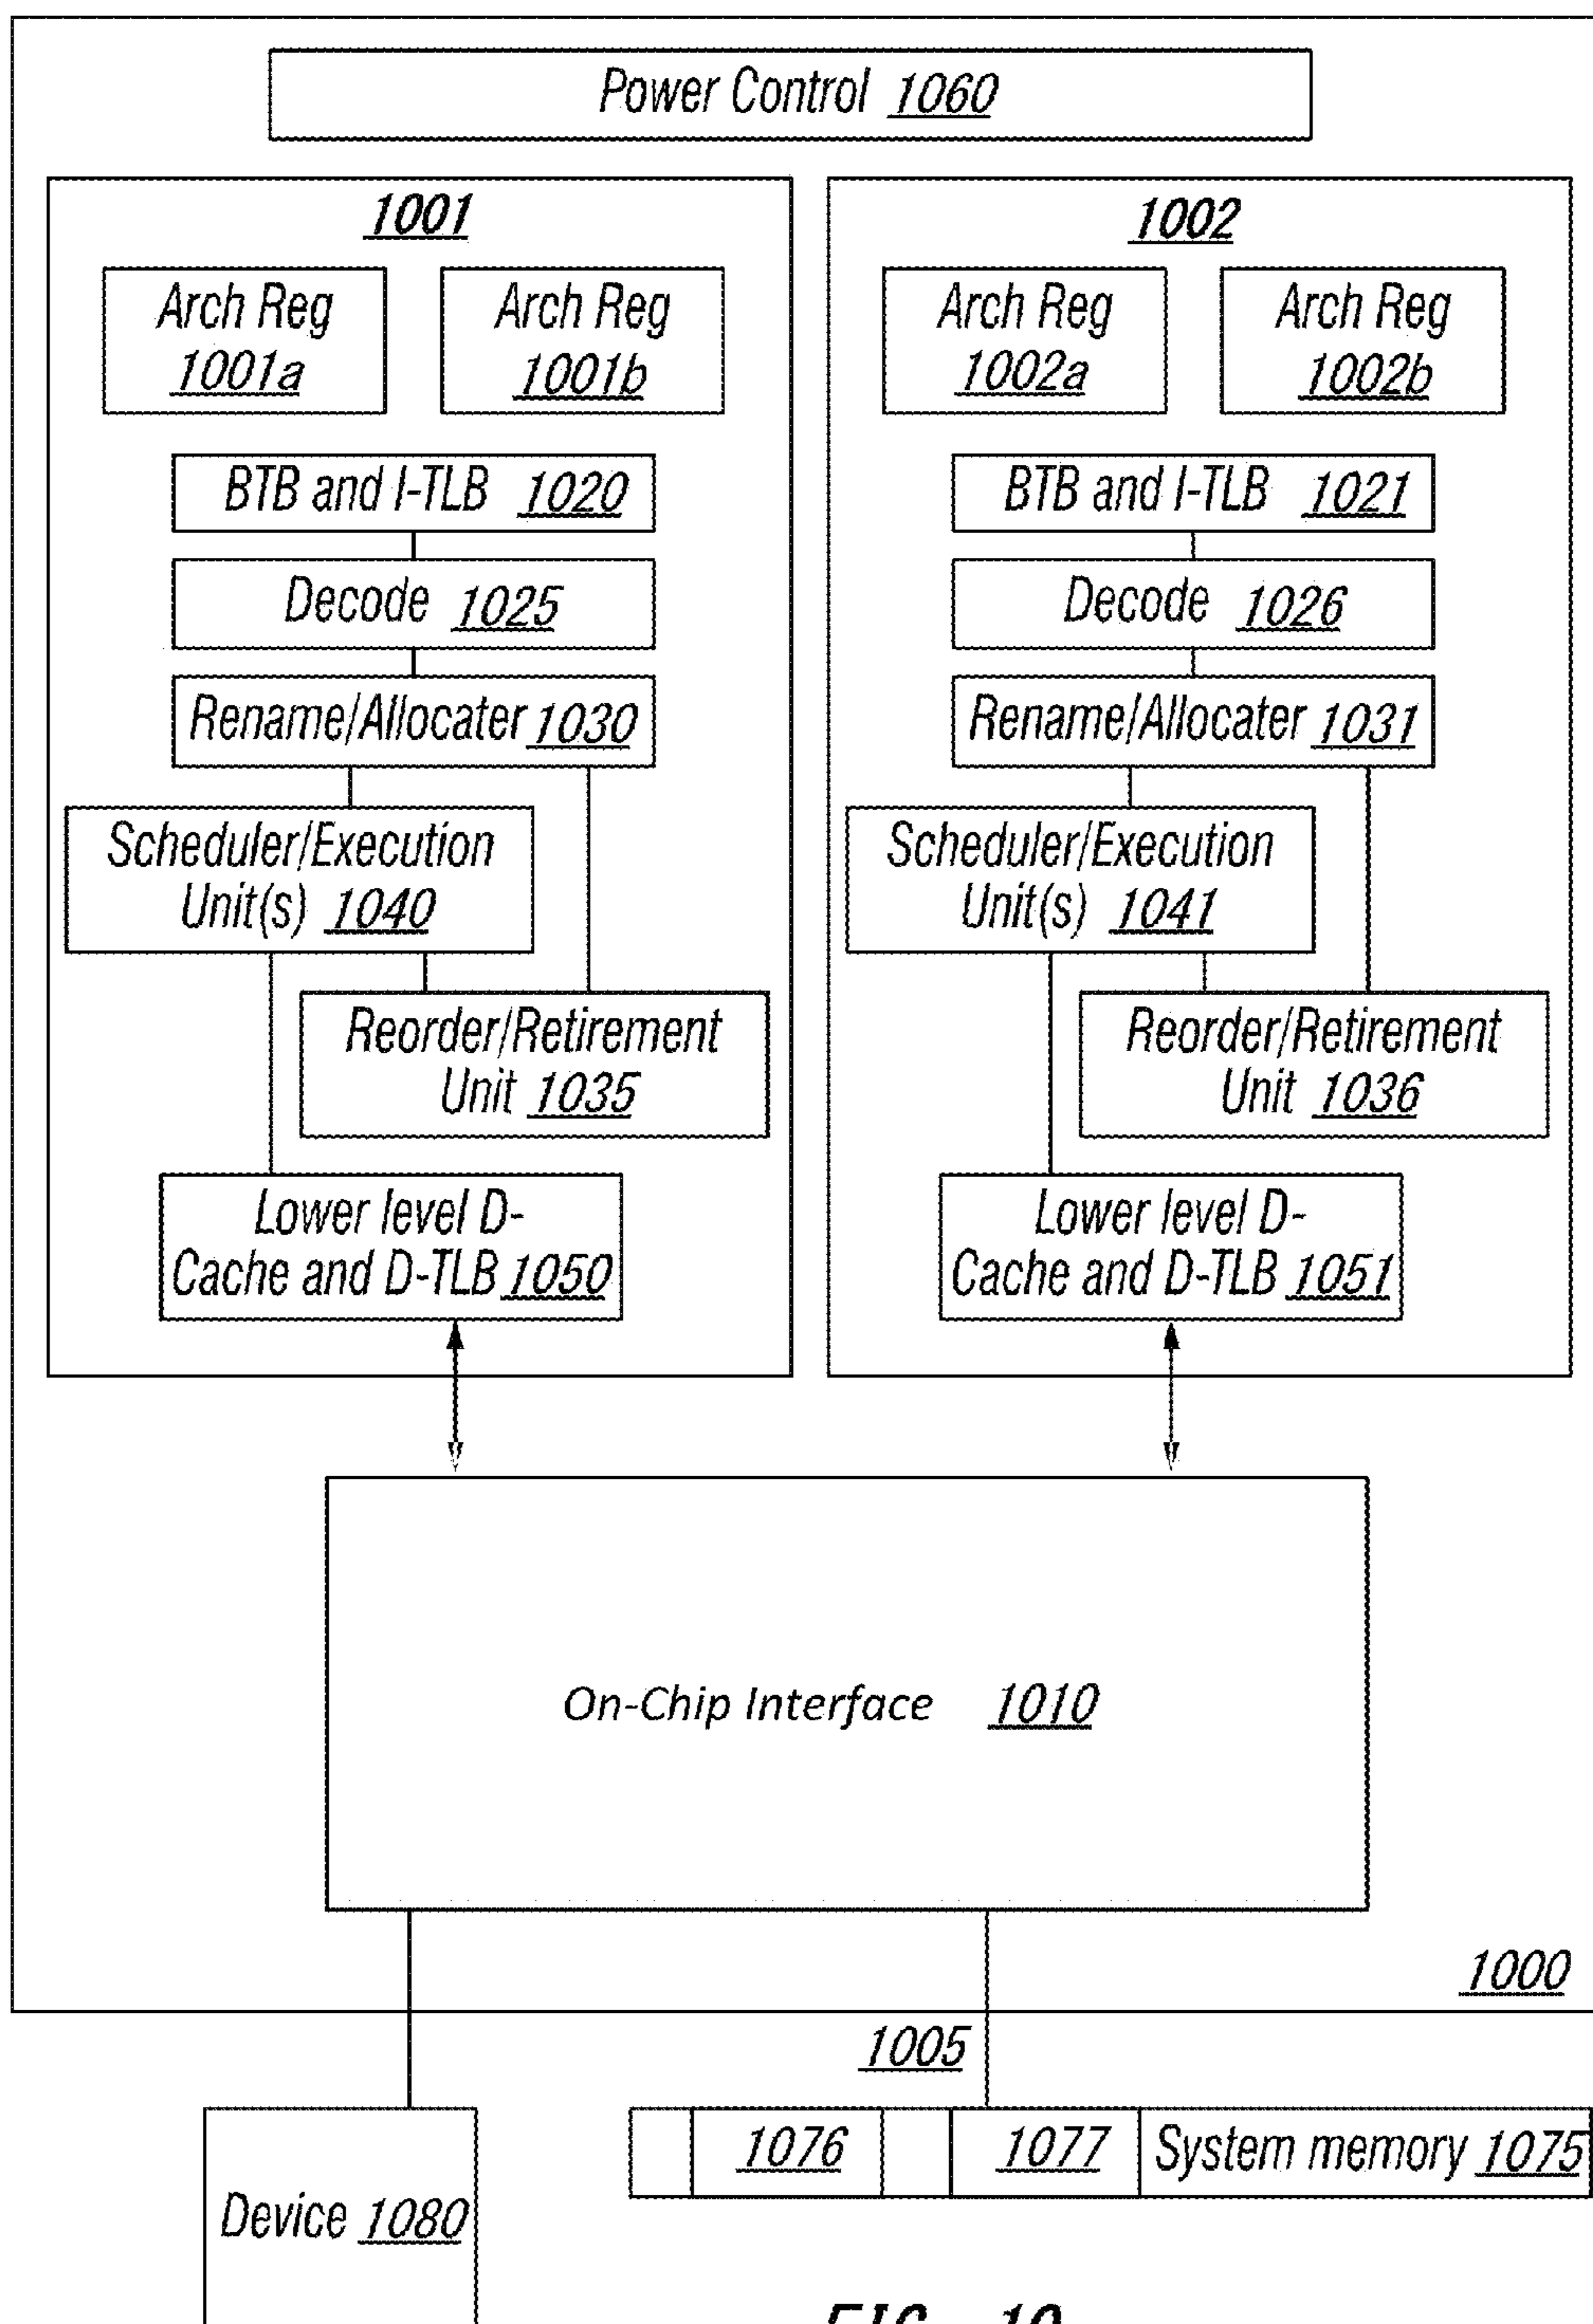 Power Control 1060
1001
Arch Reg
1001a
Arch Reg
1001b
BTB and I-TLB 1020
Decode 1025
Rename/Allocater 1030
Scheduler/Execution
Unit(s) 1040
Reorder/Retirement
Unit 1035
Lower level D-
Cache and D-TLB 1050
1002
Arch Reg
1002a
Arch Reg
1002b
BTB and I-TLB 1021
Decode 1026
Rename/Allocater 1031
Scheduler/Execution
Unit(s) 1041
Reorder/Retirement
Unit 1036
Lower level D-
Cache and D-TLB 1051
On-Chip Interface 1010
1000
1005
1076
1077
System memory 1075
Device 1080